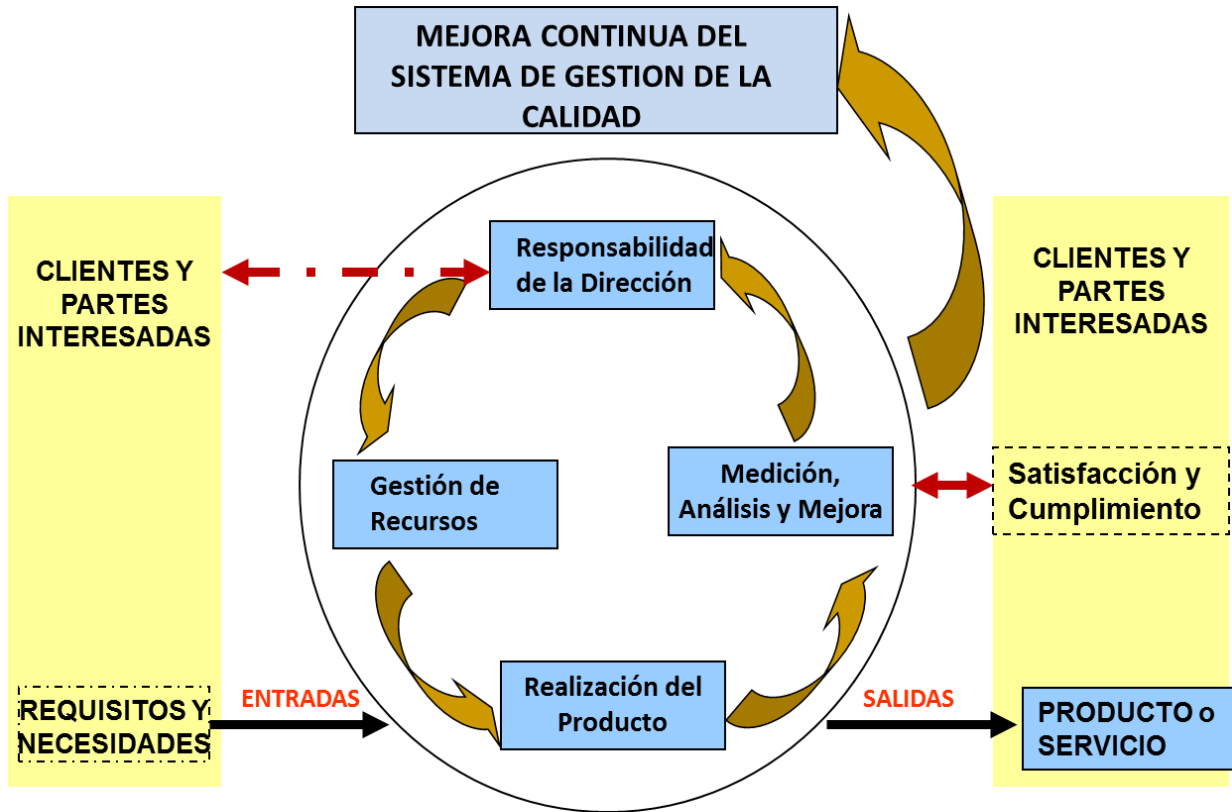 MEJORA CONTINUA DEL
SISTEMA DE GESTION DE LA
CALIDAD
CLIENTES Y
PARTES
INTERESADAS
Responsabilidad
de la Dirección
CLIENTES Y
PARTES
INTERESADAS
Gestión de
Recursos
Medición,
Análisis y Mejora
Satisfacción y
Cumplimiento
REQUISITOS Y
NECESIDADES
ENTRADAS
Realización del
Producto
SALIDAS
PRODUCTO o
SERVICIO